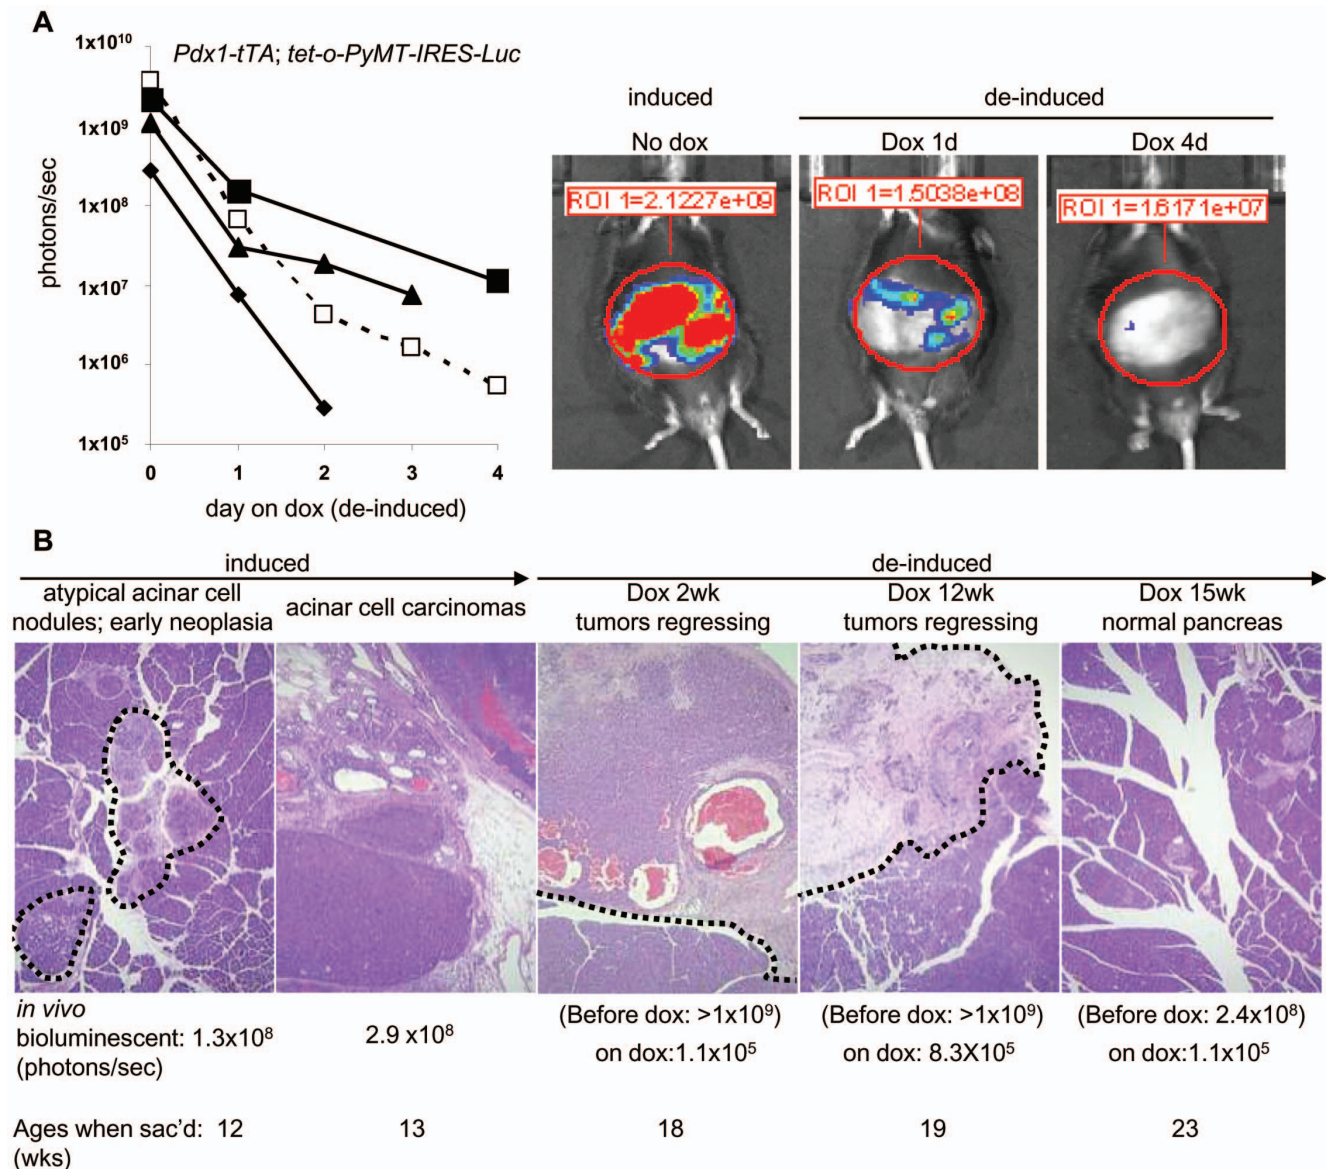 A
Pdx1-tTA; tet-o-PyMT-IRES-Luc
1x10¹⁰
1x10⁹
1x10⁸
1x10⁷
1x10⁶
1x10⁵
photons/sec
0 1 2 3 4
day on dox (de-induced)
induced
de-induced
No dox
Dox 1d
Dox 4d
ROI 1=2.1227e+09
ROI 1=1.5038e+08
ROI 1=1.6171e+07
B
induced
de-induced
atypical acinar cell
nodules; early neoplasia
acinar cell carcinomas
Dox 2wk
tumors regressing
Dox 12wk
tumors regressing
Dox 15wk
normal pancreas
in vivo
bioluminescent: 1.3x10⁸
(photons/sec)
2.9 x10⁸
(Before dox: >1x10⁹)
on dox:1.1x10⁵
(Before dox: >1x10⁹)
on dox: 8.3X10⁵
(Before dox: 2.4x10⁸)
on dox:1.1x10⁵
Ages when sac'd: 12 13 18 19 23
(wks)